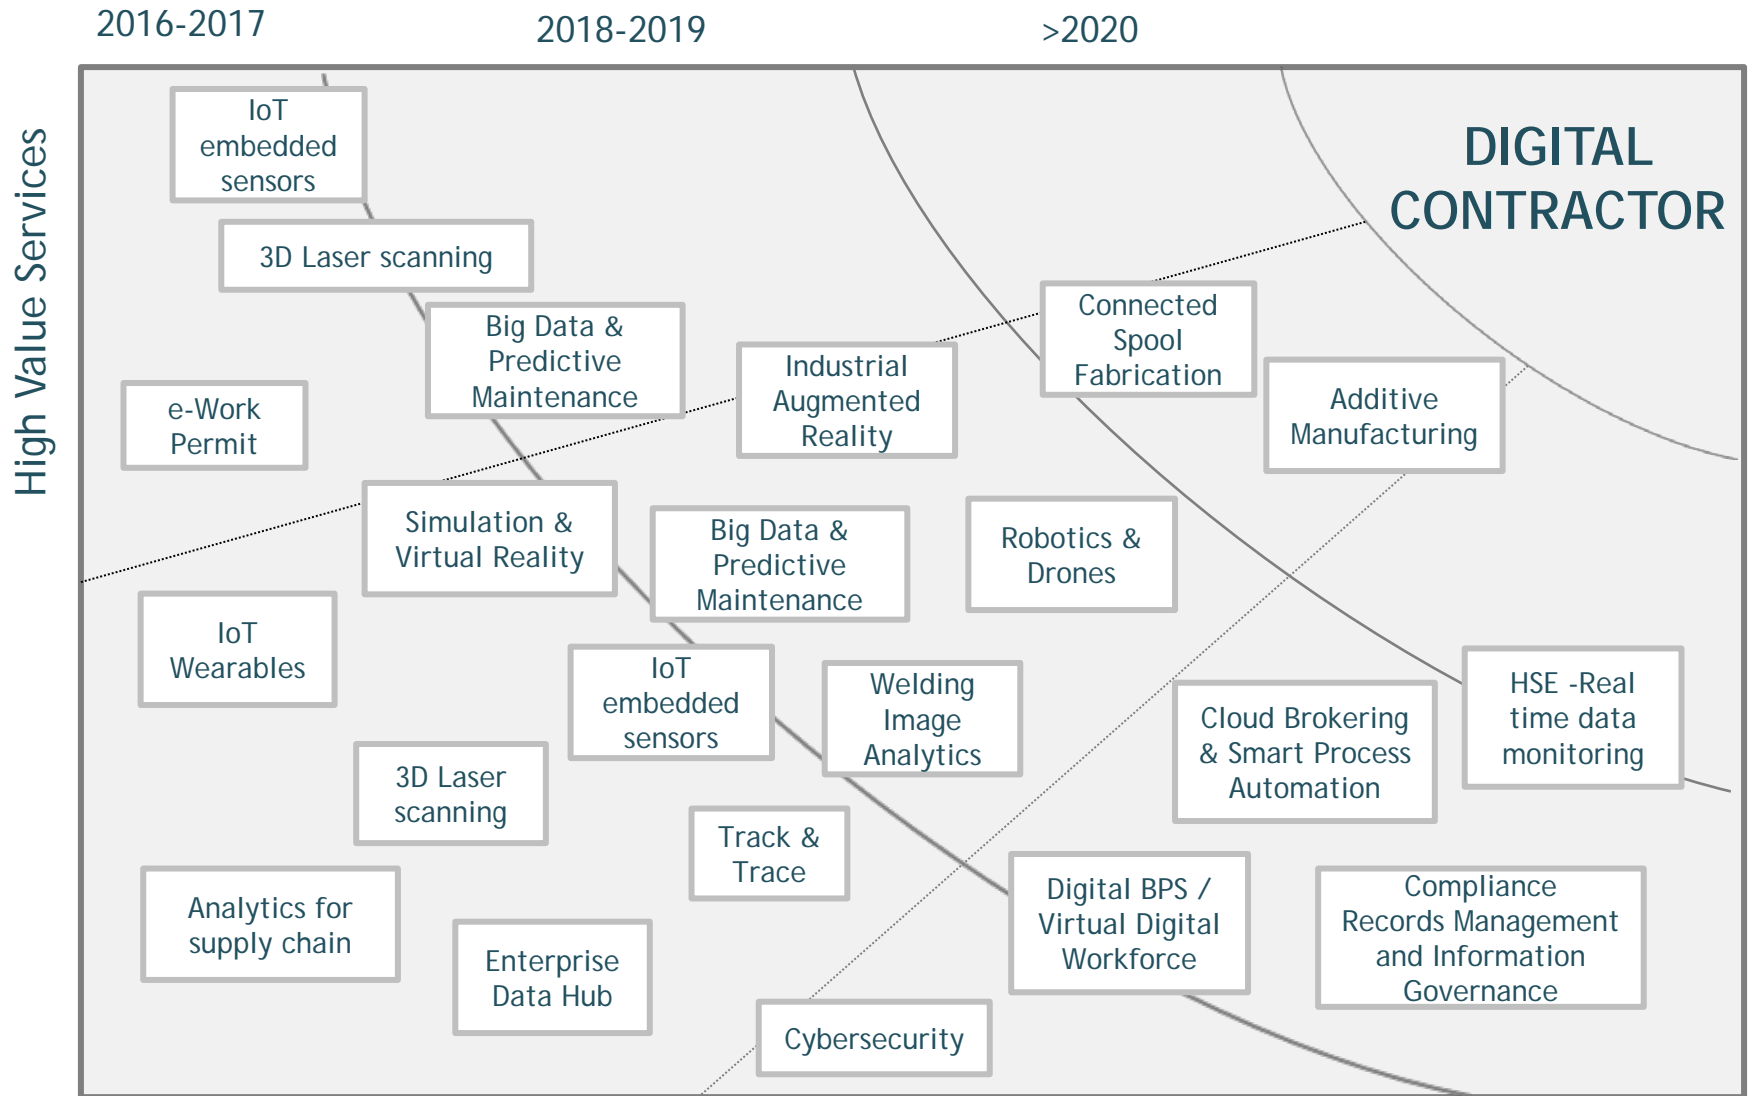 2016-2017
2018-2019
>2020
High Value Services
DIGITAL
CONTRACTOR
IoT
embedded
sensors
3D Laser scanning
Big Data &
Predictive
Maintenance
Industrial
Augmented
Reality
Connected
Spool
Fabrication
Additive
Manufacturing
e-Work
Permit
Simulation &
Virtual Reality
Big Data &
Predictive
Maintenance
Robotics &
Drones
IoT
Wearables
IoT
embedded
sensors
Welding
Image
Analytics
Cloud Brokering
& Smart Process
Automation
HSE -Real
time data
monitoring
3D Laser
scanning
Track &
Trace
Analytics for
supply chain
Enterprise
Data Hub
Digital BPS /
Virtual Digital
Workforce
Compliance
Records Management
and Information
Governance
Cybersecurity